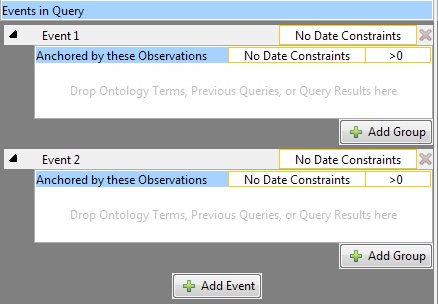 Events in Query
Event 1 No Date Constraints
Anchored by these Observations No Date Constraints >0
Drop Ontology Terms, Previous Queries, or Query Results here
Add Group
Event 2 No Date Constraints
Anchored by these Observations No Date Constraints >0
Drop Ontology Terms, Previous Queries, or Query Results here
Add Group
Add Event